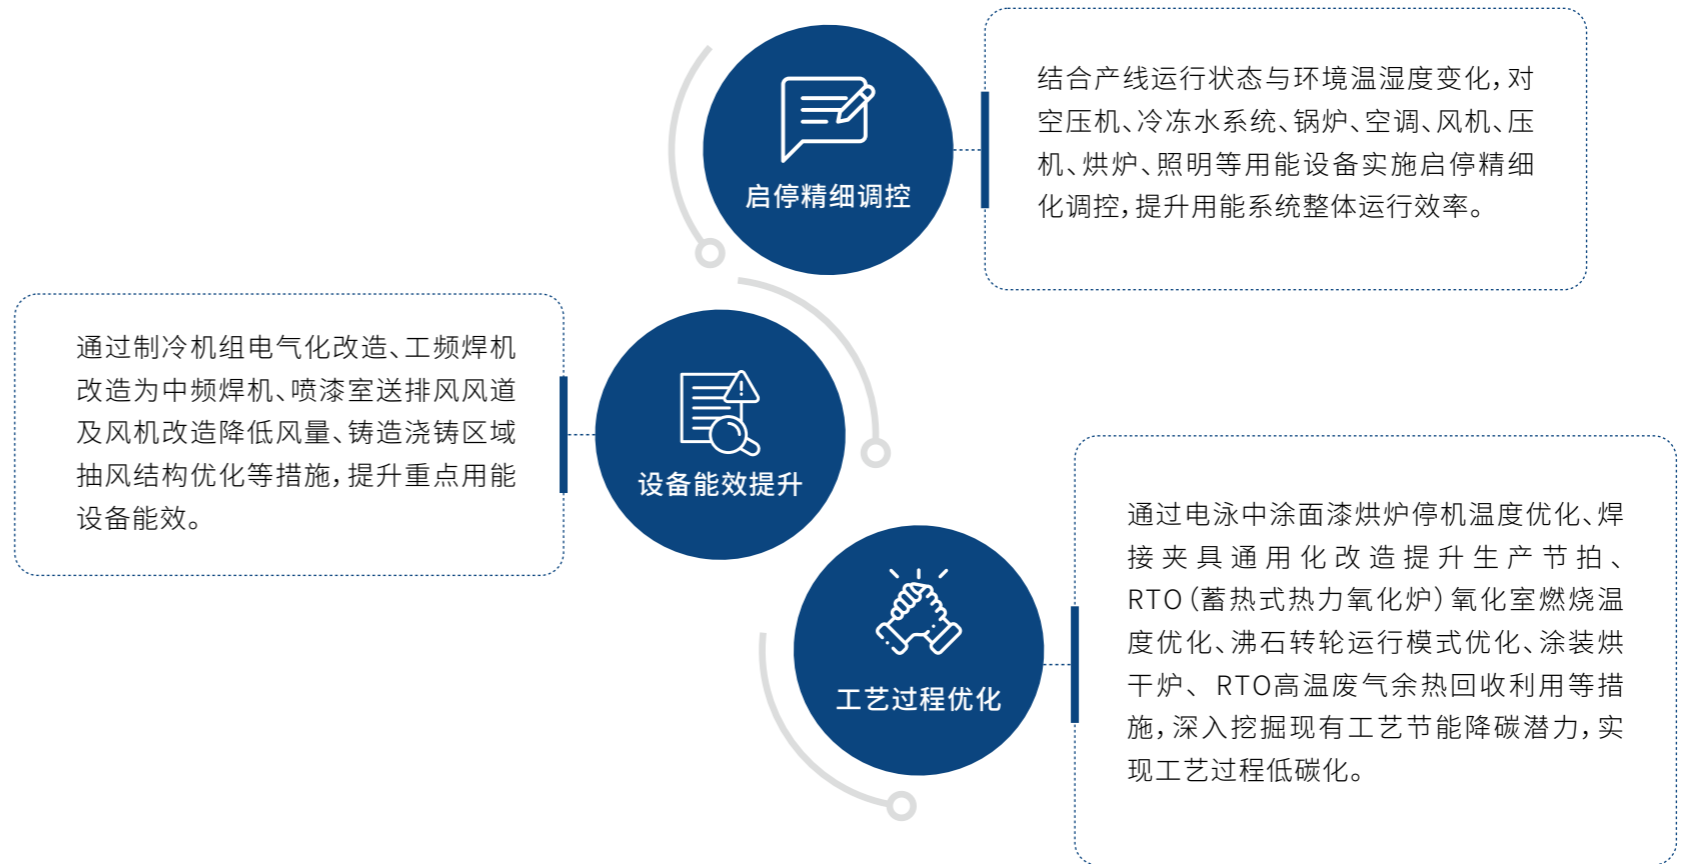 启停精细调控
结合产线运行状态与环境温湿度变化，对
空压机、冷冻水系统、锅炉、空调、风机、压
机、烘炉、照明等用能设备实施启停精细
化调控，提升用能系统整体运行效率。
设备能效提升
通过制冷机组电气化改造、工频焊机
改造为中频焊机、喷漆室送排风风道
及风机改造降低风量、铸造浇铸区域
抽风结构优化等措施，提升重点用能
设备能效。
工艺过程优化
通过电泳中涂面漆烘炉停机温度优化、焊
接夹具通用化改造提升生产节拍、
RTO（蓄热式热力氧化炉）氧化室燃烧温
度优化、沸石转轮运行模式优化、涂装烘
干炉、RTO高温废气余热回收利用等措
施，深入挖掘现有工艺节能降碳潜力，实
现工艺过程低碳化。